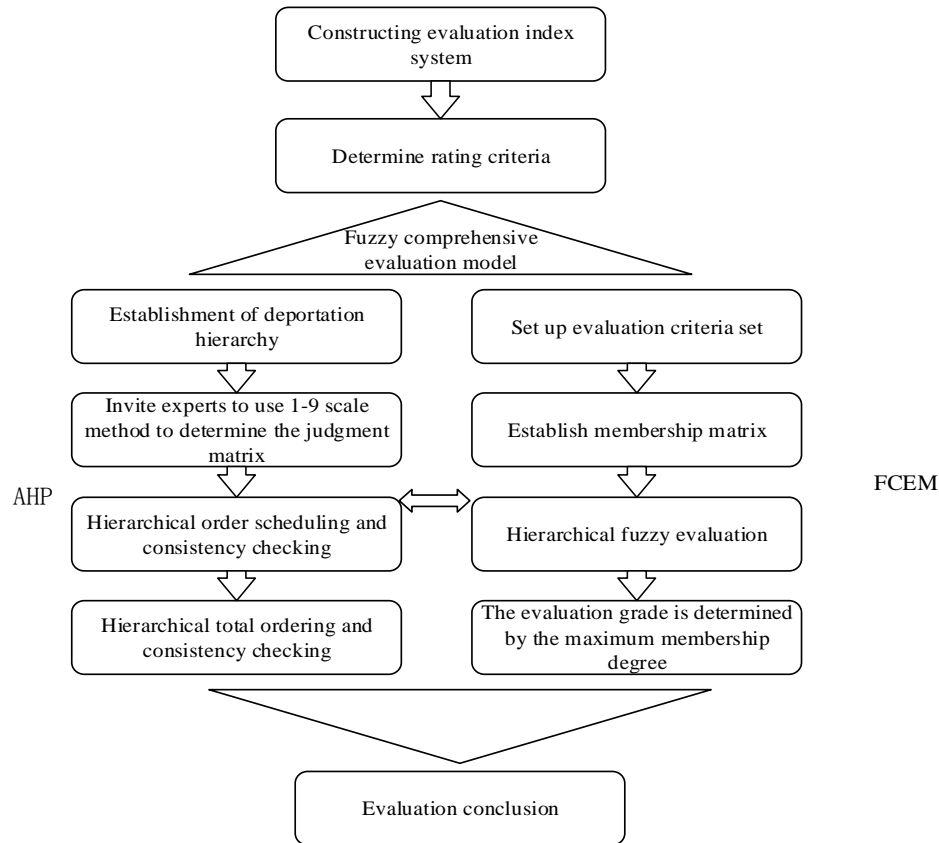 Constructing evaluation index
system
Determine rating criteria
Fuzzy comprehensive
evaluation model
Establishment of deportation
hierarchy
Set up evaluation criteria set
Invite experts to use 1-9 scale
method to determine the judgment
matrix
Establish membership matrix
AHP
Hierarchical order scheduling and
consistency checking
Hierarchical fuzzy evaluation
FCEM
Hierarchical total ordering and
consistency checking
The evaluation grade is determined
by the maximum membership
degree
Evaluation conclusion